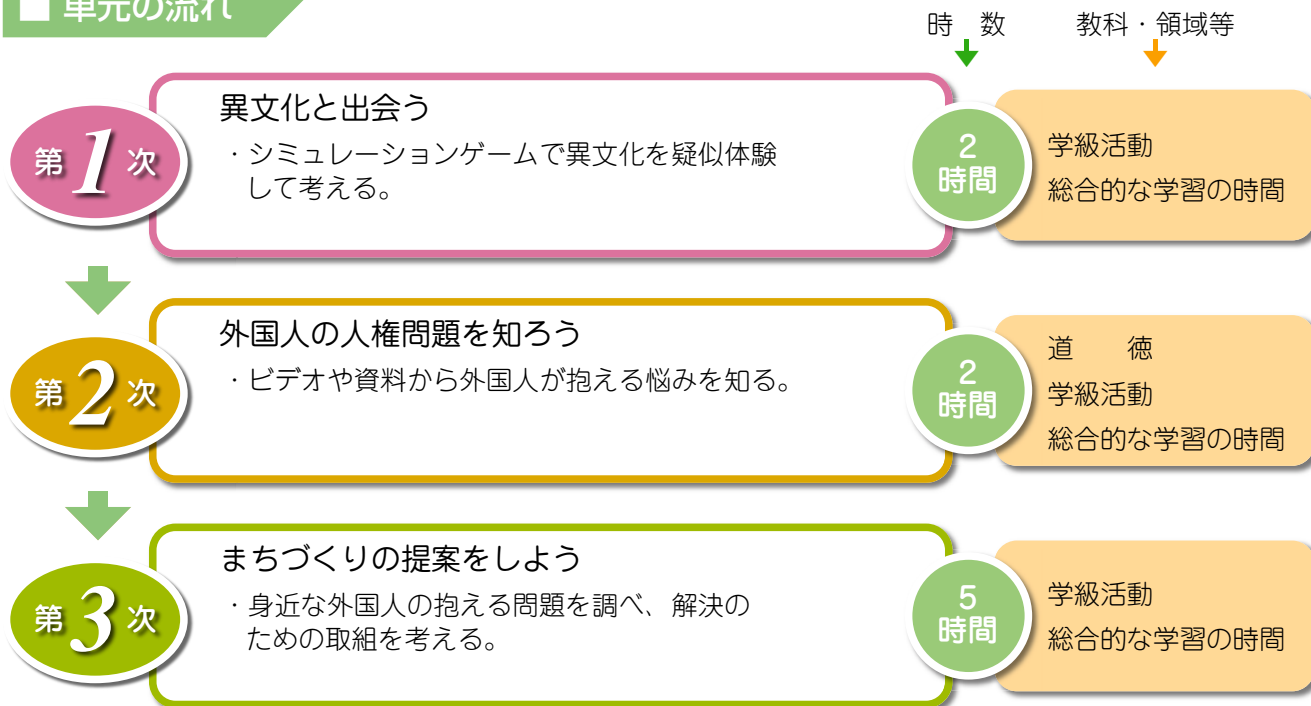 ■ 単元の流れ
時 数
教科・領域等
第1次
異文化と出会う
・シミュレーションゲームで異文化を疑似体験
して考える。
2
時間
学級活動
総合的な学習の時間
第2次
外国人の人権問題を知ろう
・ビデオや資料から外国人が抱える悩みを知る。
2
時間
道 徳
学級活動
総合的な学習の時間
第3次
まちづくりの提案をしよう
・身近な外国人の抱える問題を調べ、解決の
ための取組を考える。
5
時間
学級活動
総合的な学習の時間